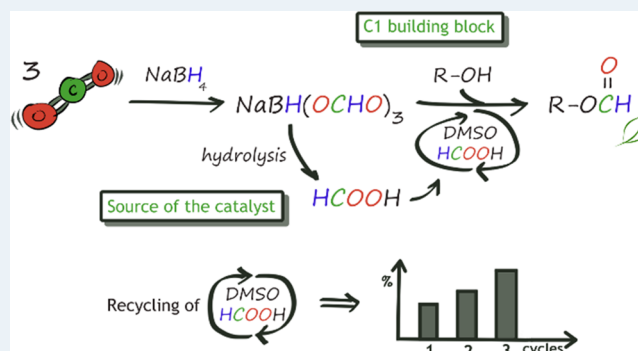 C1 building block
3
O C O
NaBH4
R-OH
O
NaBH(OCHO)3
R-OCH
DMSO
HCOOH
hydrolysis
HCOOH
Source of the catalyst
Recycling of
DMSO
HCOOH
%
1 2 3 cycles